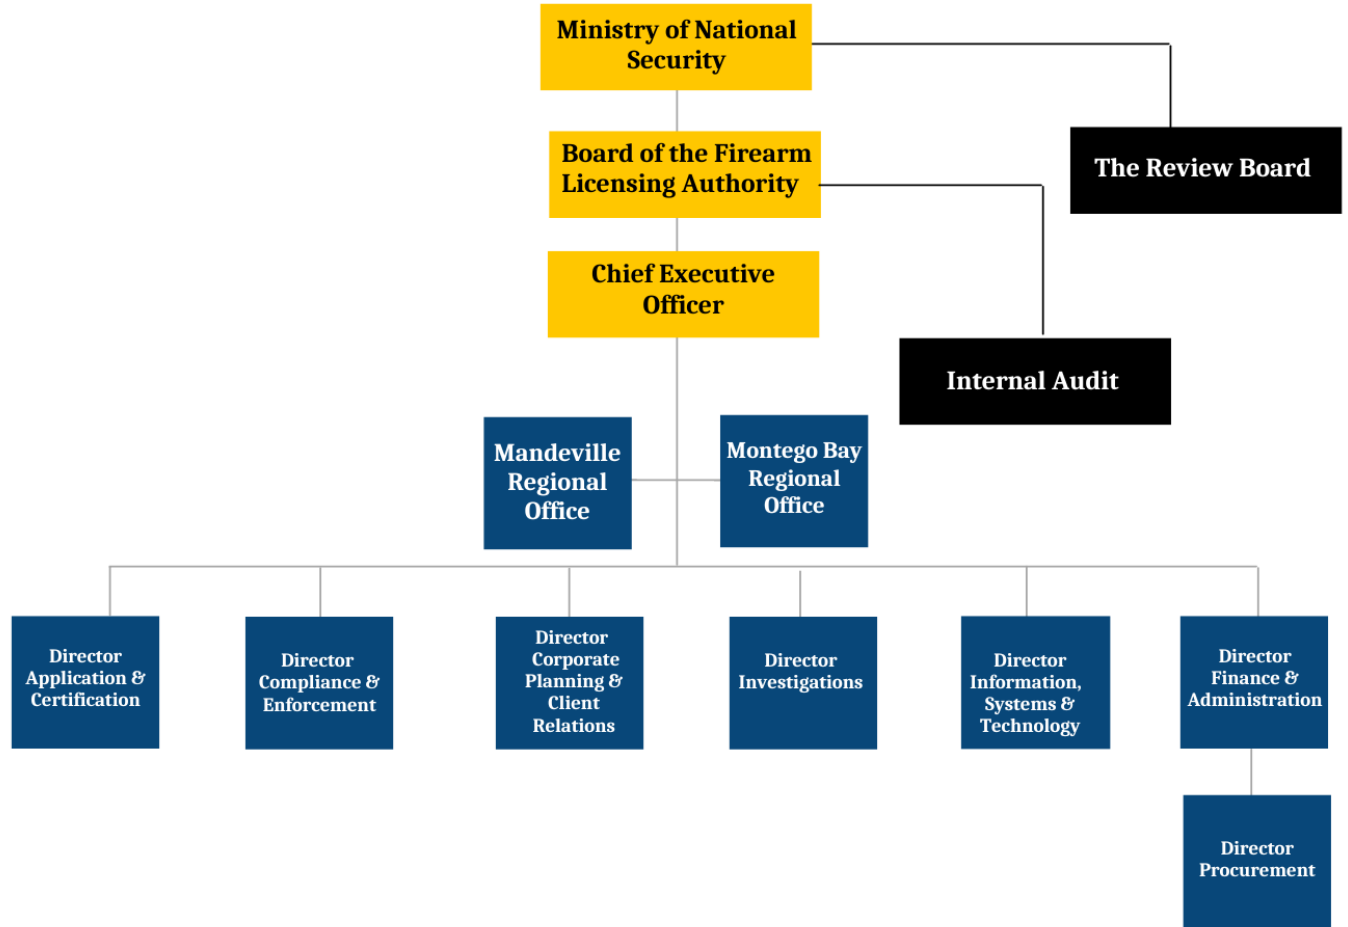 Ministry of National
Security
The Review Board
Board of the Firearm
Licensing Authority
Chief Executive
Officer
Internal Audit
Mandeville
Regional
Office
Montego Bay
Regional
Office
Director
Application &
Certification
Director
Compliance &
Enforcement
Director
Corporate
Planning &
Client
Relations
Director
Investigations
Director
Information,
Systems &
Technology
Director
Finance &
Administration
Director
Procurement